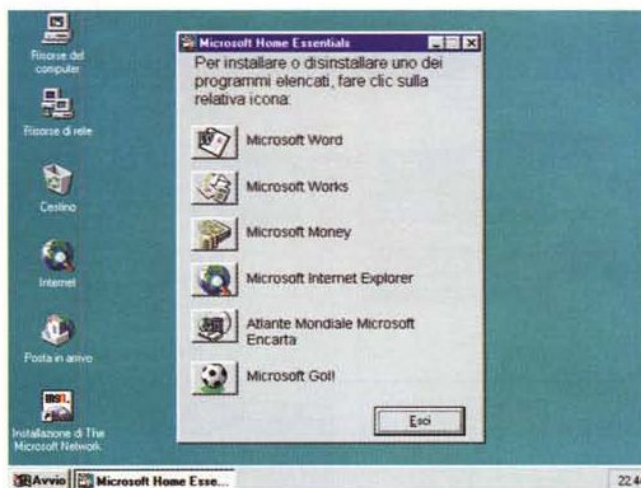 Risorse del
computer
Risorse di rete
Cestino
Internet
Posta in arrivo
Installazione di The
Microsoft Network
Microsoft Home Essentials
Per installare o disinstallare uno dei
programmi elencati, fare clic sulla
relativa icona:
Microsoft Word
Microsoft Works
Microsoft Money
Microsoft Internet Explorer
Atlante Mondiale Microsoft
Encarta
Microsoft Gol!
Esci
Avvio
Microsoft Home Esse...